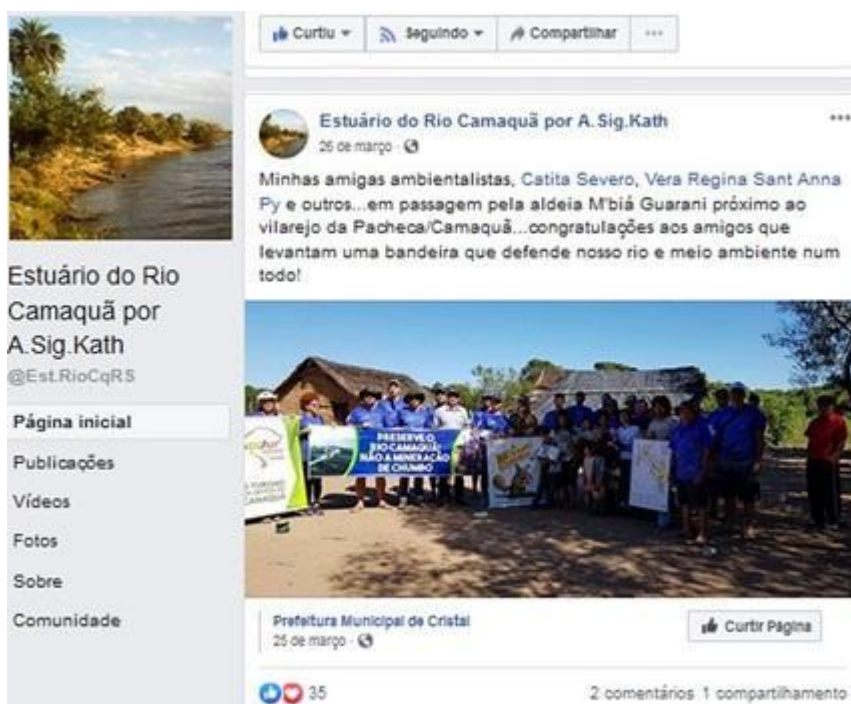 Curtiu
Seguindo
Compartilhar
Estuário do Rio Camaquã por A.Sig.Kath
26 de março
Minhas amigas ambientalistas, Catita Severo, Vera Regina Sant Anna
Py e outros...em passagem pela aldeia M'biá Guarani próximo ao
vilarejo da Pacheca/Camaquã...congratulações aos amigos que
levantam uma bandeira que defende nosso rio e meio ambiente num
todo!
Estuário do Rio
Camaquã por
A.Sig.Kath
@Est.RioCqRS
Página inicial
Publicações
Vídeos
Fotos
Sobre
Comunidade
PRESERVE O
RIO CAMAQUÃ:
NÃO A MINERAÇÃO
DE CHUMBO
CAMAQUÃ
Prefeitura Municipal de Cristal
25 de março
Curtir Página
35
2 comentários 1 compartilhamento